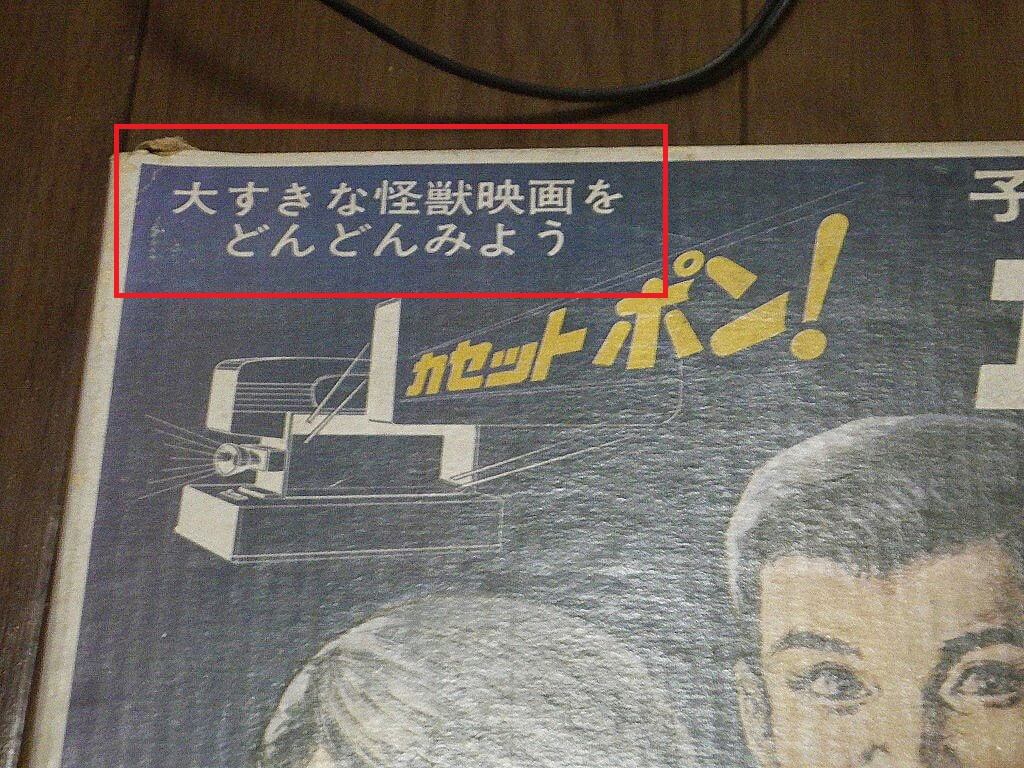 大すきな怪獣映画を
どんどんみよう
カセットポン!
子